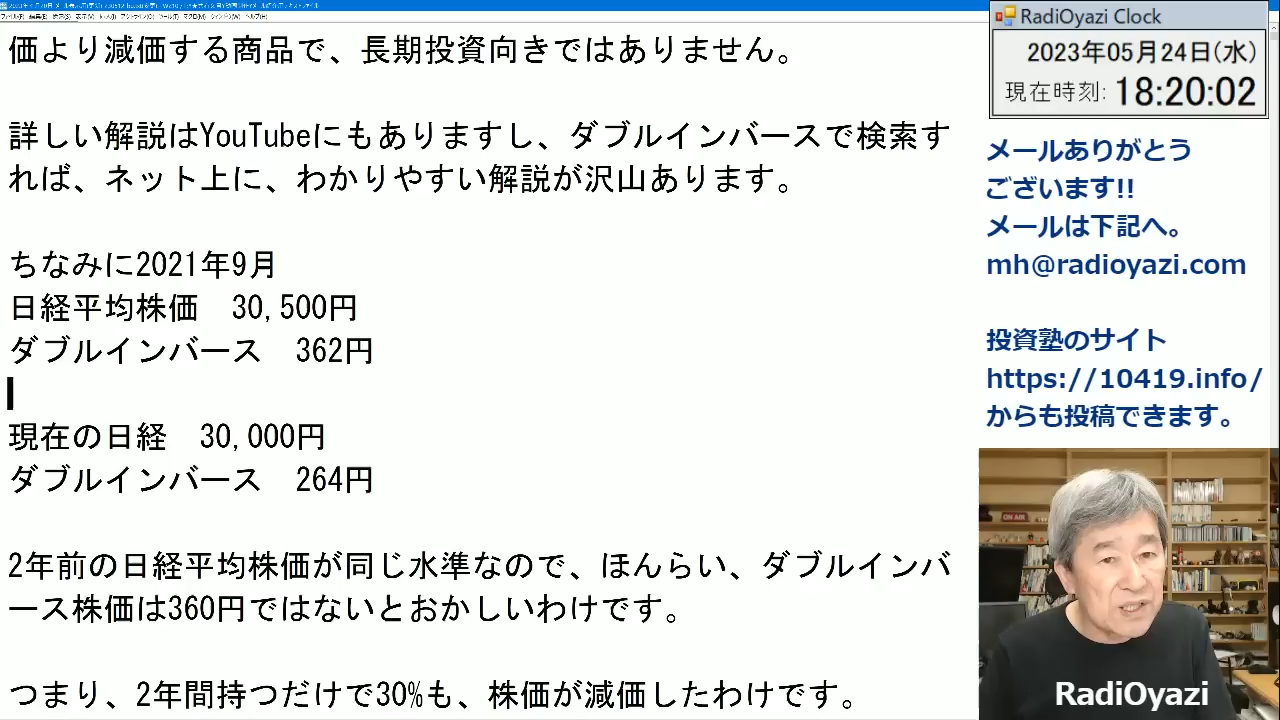 価より減価する商品で、長期投資向きではありません。
詳しい解説はYouTubeにもありますし、ダブルインバースで検索す
れば、ネット上に、わかりやすい解説が沢山あります。
ちなみに2021年9月
日経平均株価　30,500円
ダブルインバース　362円
現在の日経　30,000円
ダブルインバース　264円
2年前の日経平均株価が同じ水準なので、ほんらい、ダブルインバ
ース株価は360円ではないとおかしいわけです。
つまり、2年間持つだけで30%も、株価が減価したわけです。
RadiOyazi Clock
2023年05月24日(水)
現在時刻: 18:20:02
メールありがとう
ございます!!
メールは下記へ。
mh@radioyazi.com
投資塾のサイト
https://10419.info/
からも投稿できます。
ON AIR
RadiOyazi